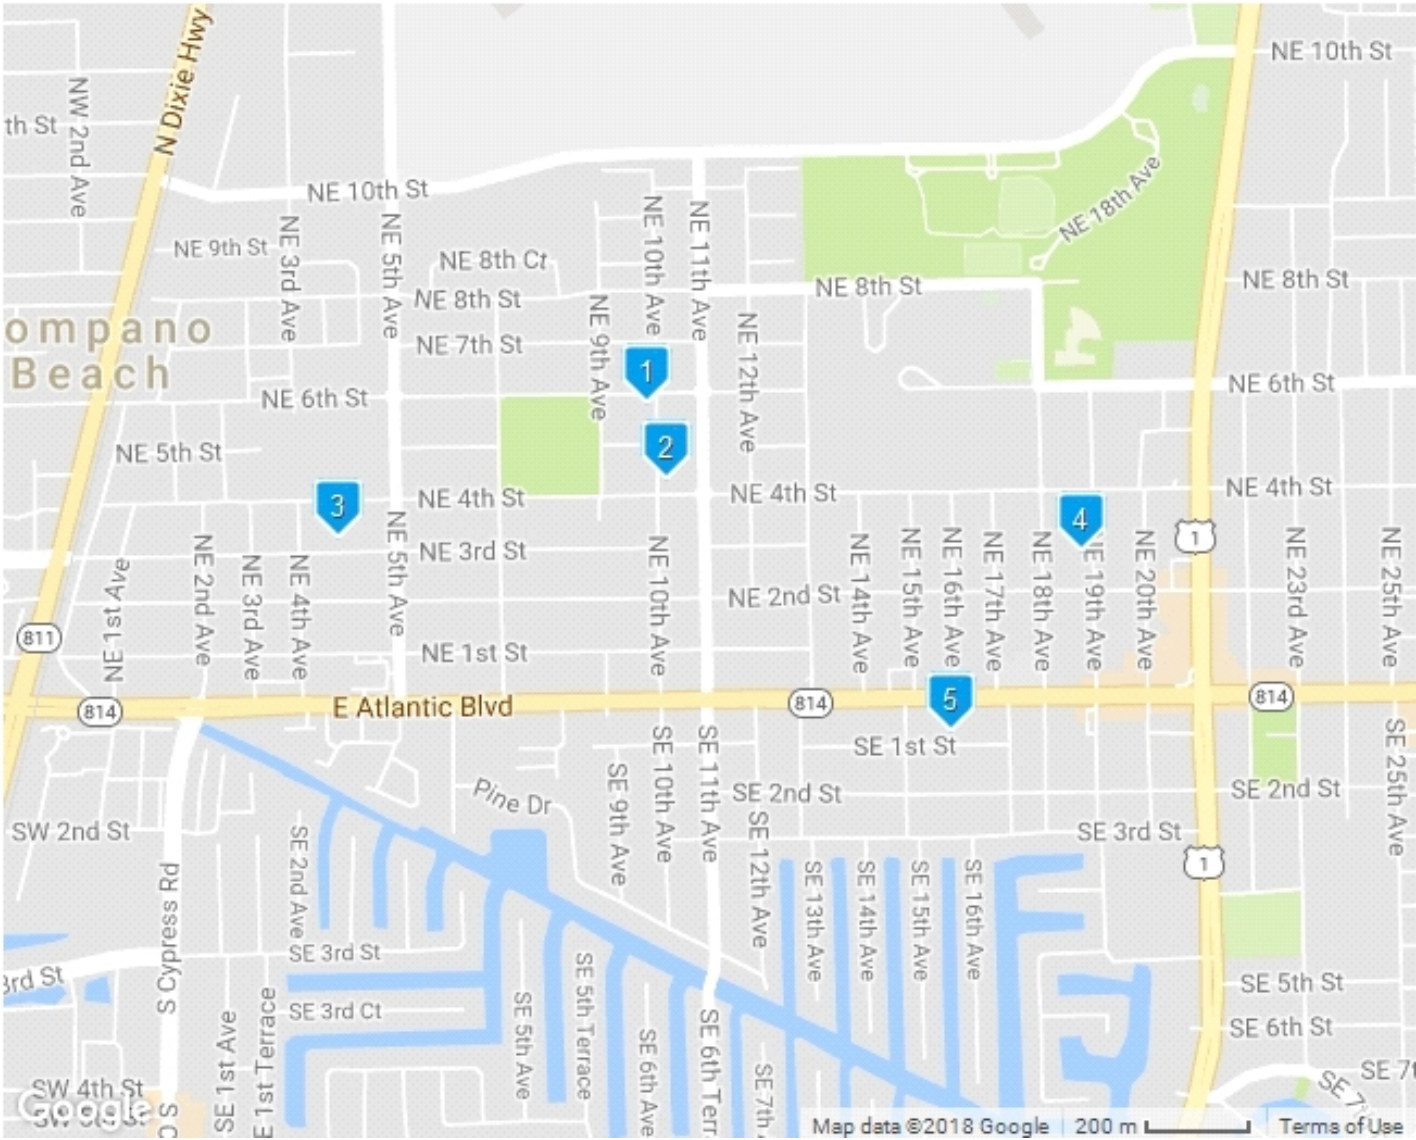 NE 10th St
N Dixie Hwy
NW 2nd Ave
th St
NE 10th St
NE 18th Ave
NE 9th St
NE 3rd Ave
NE 5th Ave
NE 10th Ave
NE 11th Ave
NE 8th Ct
NE 8th St
NE 8th St
NE 8th St
ompano
Beach
NE 7th St
NE 9th Ave
NE 12th Ave
1
NE 6th St
NE 6th St
2
NE 5th St
3
NE 4th St
NE 4th St
NE 4th St
4
1
NE 3rd St
NE 1st Ave
NE 2nd Ave
NE 3rd Ave
NE 4th Ave
NE 5th Ave
NE 10th Ave
NE 2nd St
NE 14th Ave
NE 15th Ave
NE 16th Ave
NE 17th Ave
NE 18th Ave
NE 19th Ave
NE 20th Ave
NE 23rd Ave
NE 25th Ave
811
NE 1st St
814
E Atlantic Blvd
814
5
814
SE 1st St
SE 10th Ave
SE 11th Ave
SE 9th Ave
Pine Dr
SE 2nd St
SE 2nd St
SE 25th Ave
SW 2nd St
SE 3rd St
SE 2nd Ave
SE 12th Ave
1
S Cypress Rd
SE 13th Ave
SE 14th Ave
SE 15th Ave
SE 16th Ave
3rd St
SE 3rd St
SE 5th St
SE 3rd Ct
SE 5th Ave
SE 5th Terrace
SE 6th St
SE 1st Ave
E 1st Terrace
SE 6th Ave
SE 6th Terr
SE 7th
SE 7t
SE 7
SW 4th St
Google
Map data ©2018 Google
200 m
Terms of Use